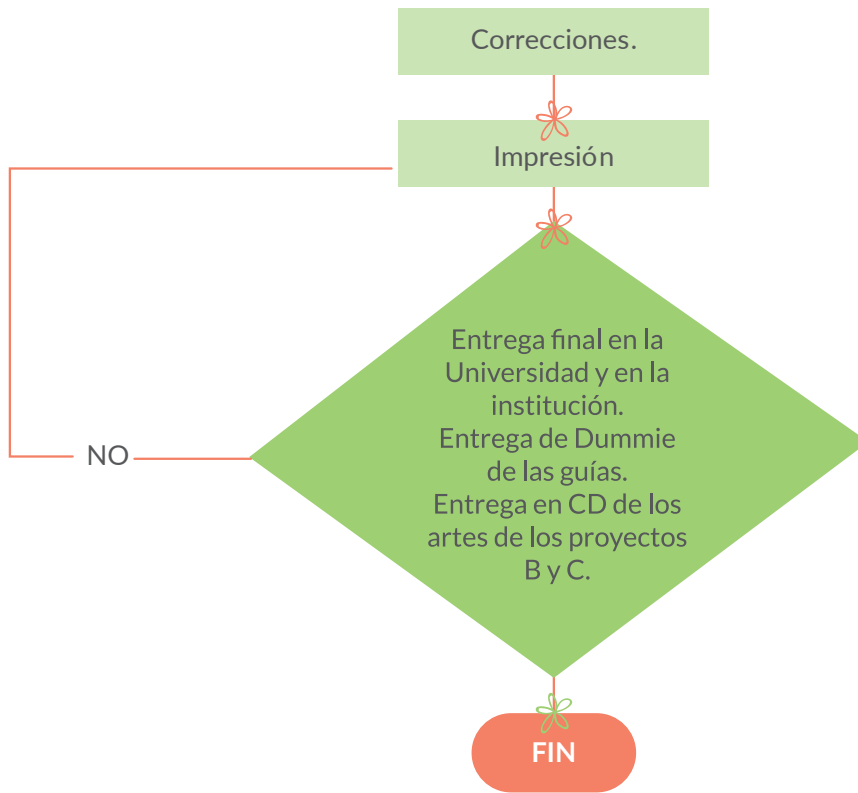 Correcciones.
Impresión
Entrega final en la
Universidad y en la
institución.
Entrega de Dummie
de las guías.
Entrega en CD de los
artes de los proyectos
B y C.
NO
FIN